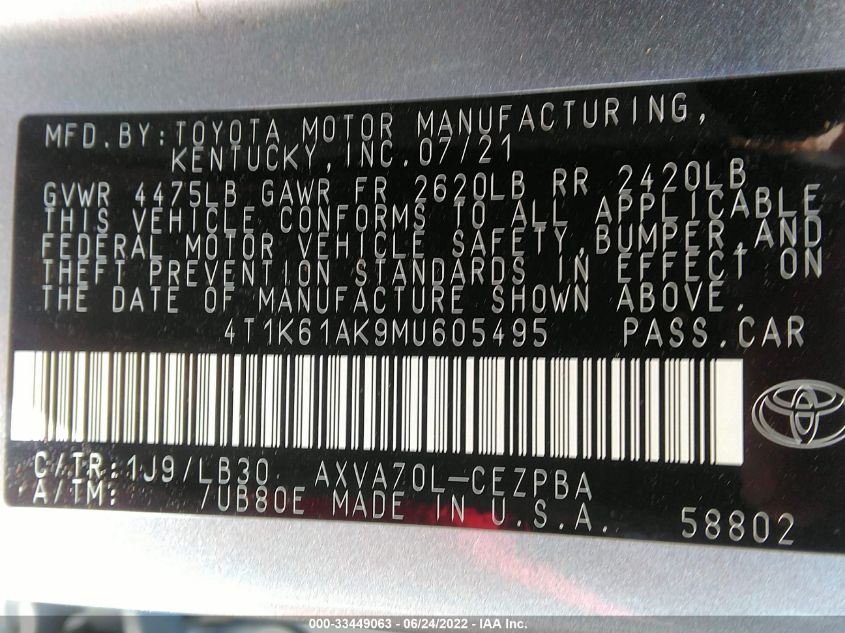 MFD.BY:TOYOTA MOTOR MANUFACTURING,
KENTUCKY,INC.07/21
GVWR 4475LB GAWR FR 2620LB RR 2420LB
THIS VEHICLE CONFORMS TO ALL APPLICABLE
FEDERAL MOTOR VEHICLE SAFETY,BUMPER,AND
THEFT PREVENTION STANDARDS IN EFFECT ON
THE DATE OF MANUFACTURE SHOWN ABOVE.
4T1K61AK9MU605495 PASS.CAR
C/TR:1J9/LB30 AXVA70L-CEZPBA
A/TM: /UB80E MADE IN U.S.A.
58802
-----33449063 - 06/24/2022 - IAA Inc.